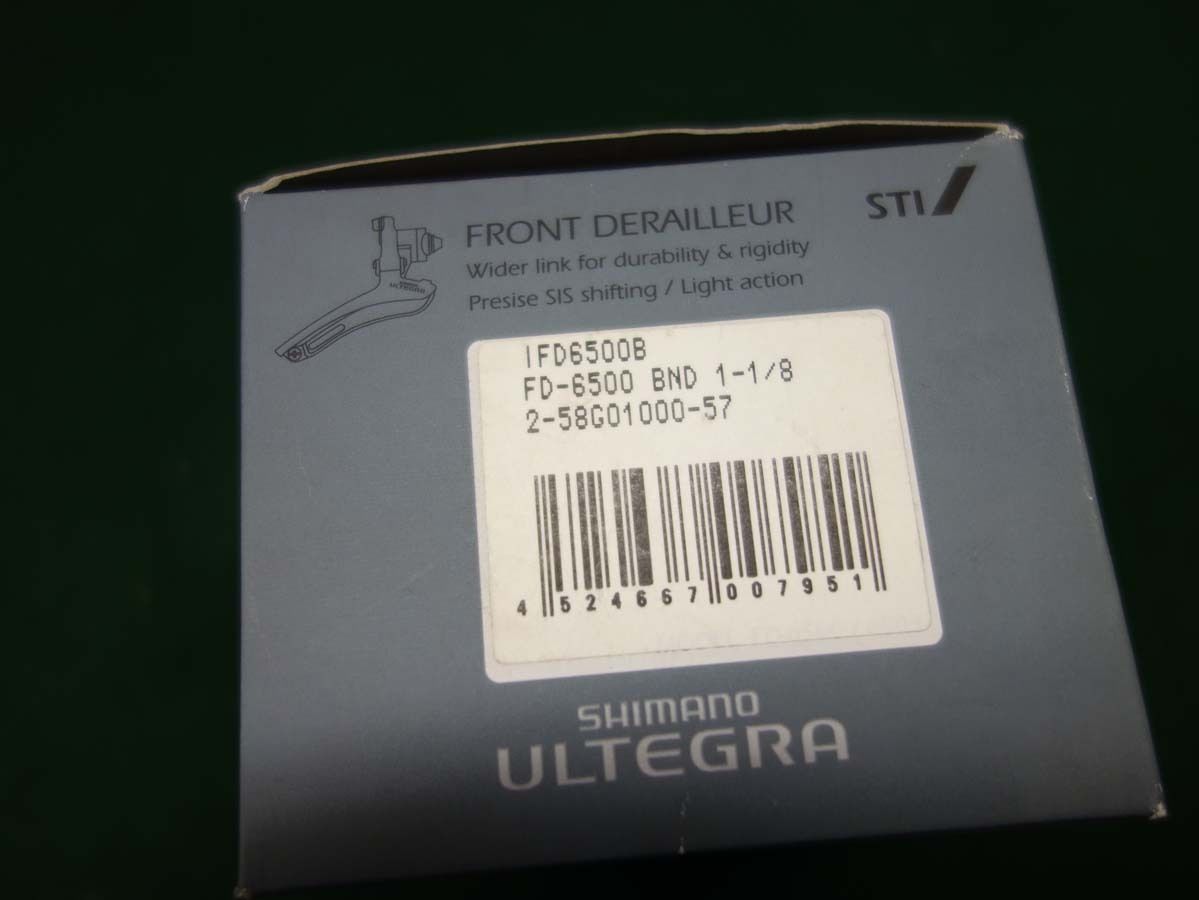 FRONT DERAILLEUR
STI
Wider link for durability & rigidity
Presise SIS shifting / Light action
ULTEGRA
IFD6500B
FD-6500 BND 1-1/8
2-58G01000-57
4 524667 007951
SHIMANO
ULTEGRA